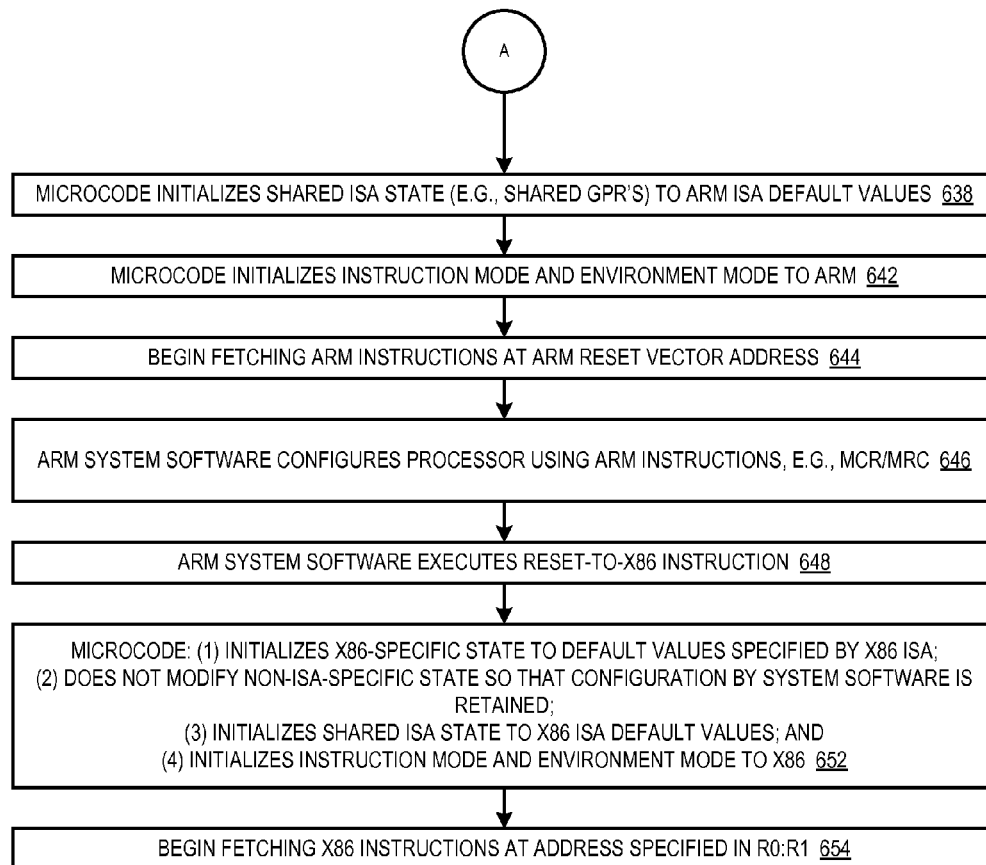 A
MICROCODE INITIALIZES SHARED ISA STATE (E.G., SHARED GPR'S) TO ARM ISA DEFAULT VALUES 638
MICROCODE INITIALIZES INSTRUCTION MODE AND ENVIRONMENT MODE TO ARM 642
BEGIN FETCHING ARM INSTRUCTIONS AT ARM RESET VECTOR ADDRESS 644
ARM SYSTEM SOFTWARE CONFIGURES PROCESSOR USING ARM INSTRUCTIONS, E.G., MCR/MRC 646
ARM SYSTEM SOFTWARE EXECUTES RESET-TO-X86 INSTRUCTION 648
MICROCODE: (1) INITIALIZES X86-SPECIFIC STATE TO DEFAULT VALUES SPECIFIED BY X86 ISA;
(2) DOES NOT MODIFY NON-ISA-SPECIFIC STATE SO THAT CONFIGURATION BY SYSTEM SOFTWARE IS
RETAINED;
(3) INITIALIZES SHARED ISA STATE TO X86 ISA DEFAULT VALUES; AND
(4) INITIALIZES INSTRUCTION MODE AND ENVIRONMENT MODE TO X86 652
BEGIN FETCHING X86 INSTRUCTIONS AT ADDRESS SPECIFIED IN R0:R1 654